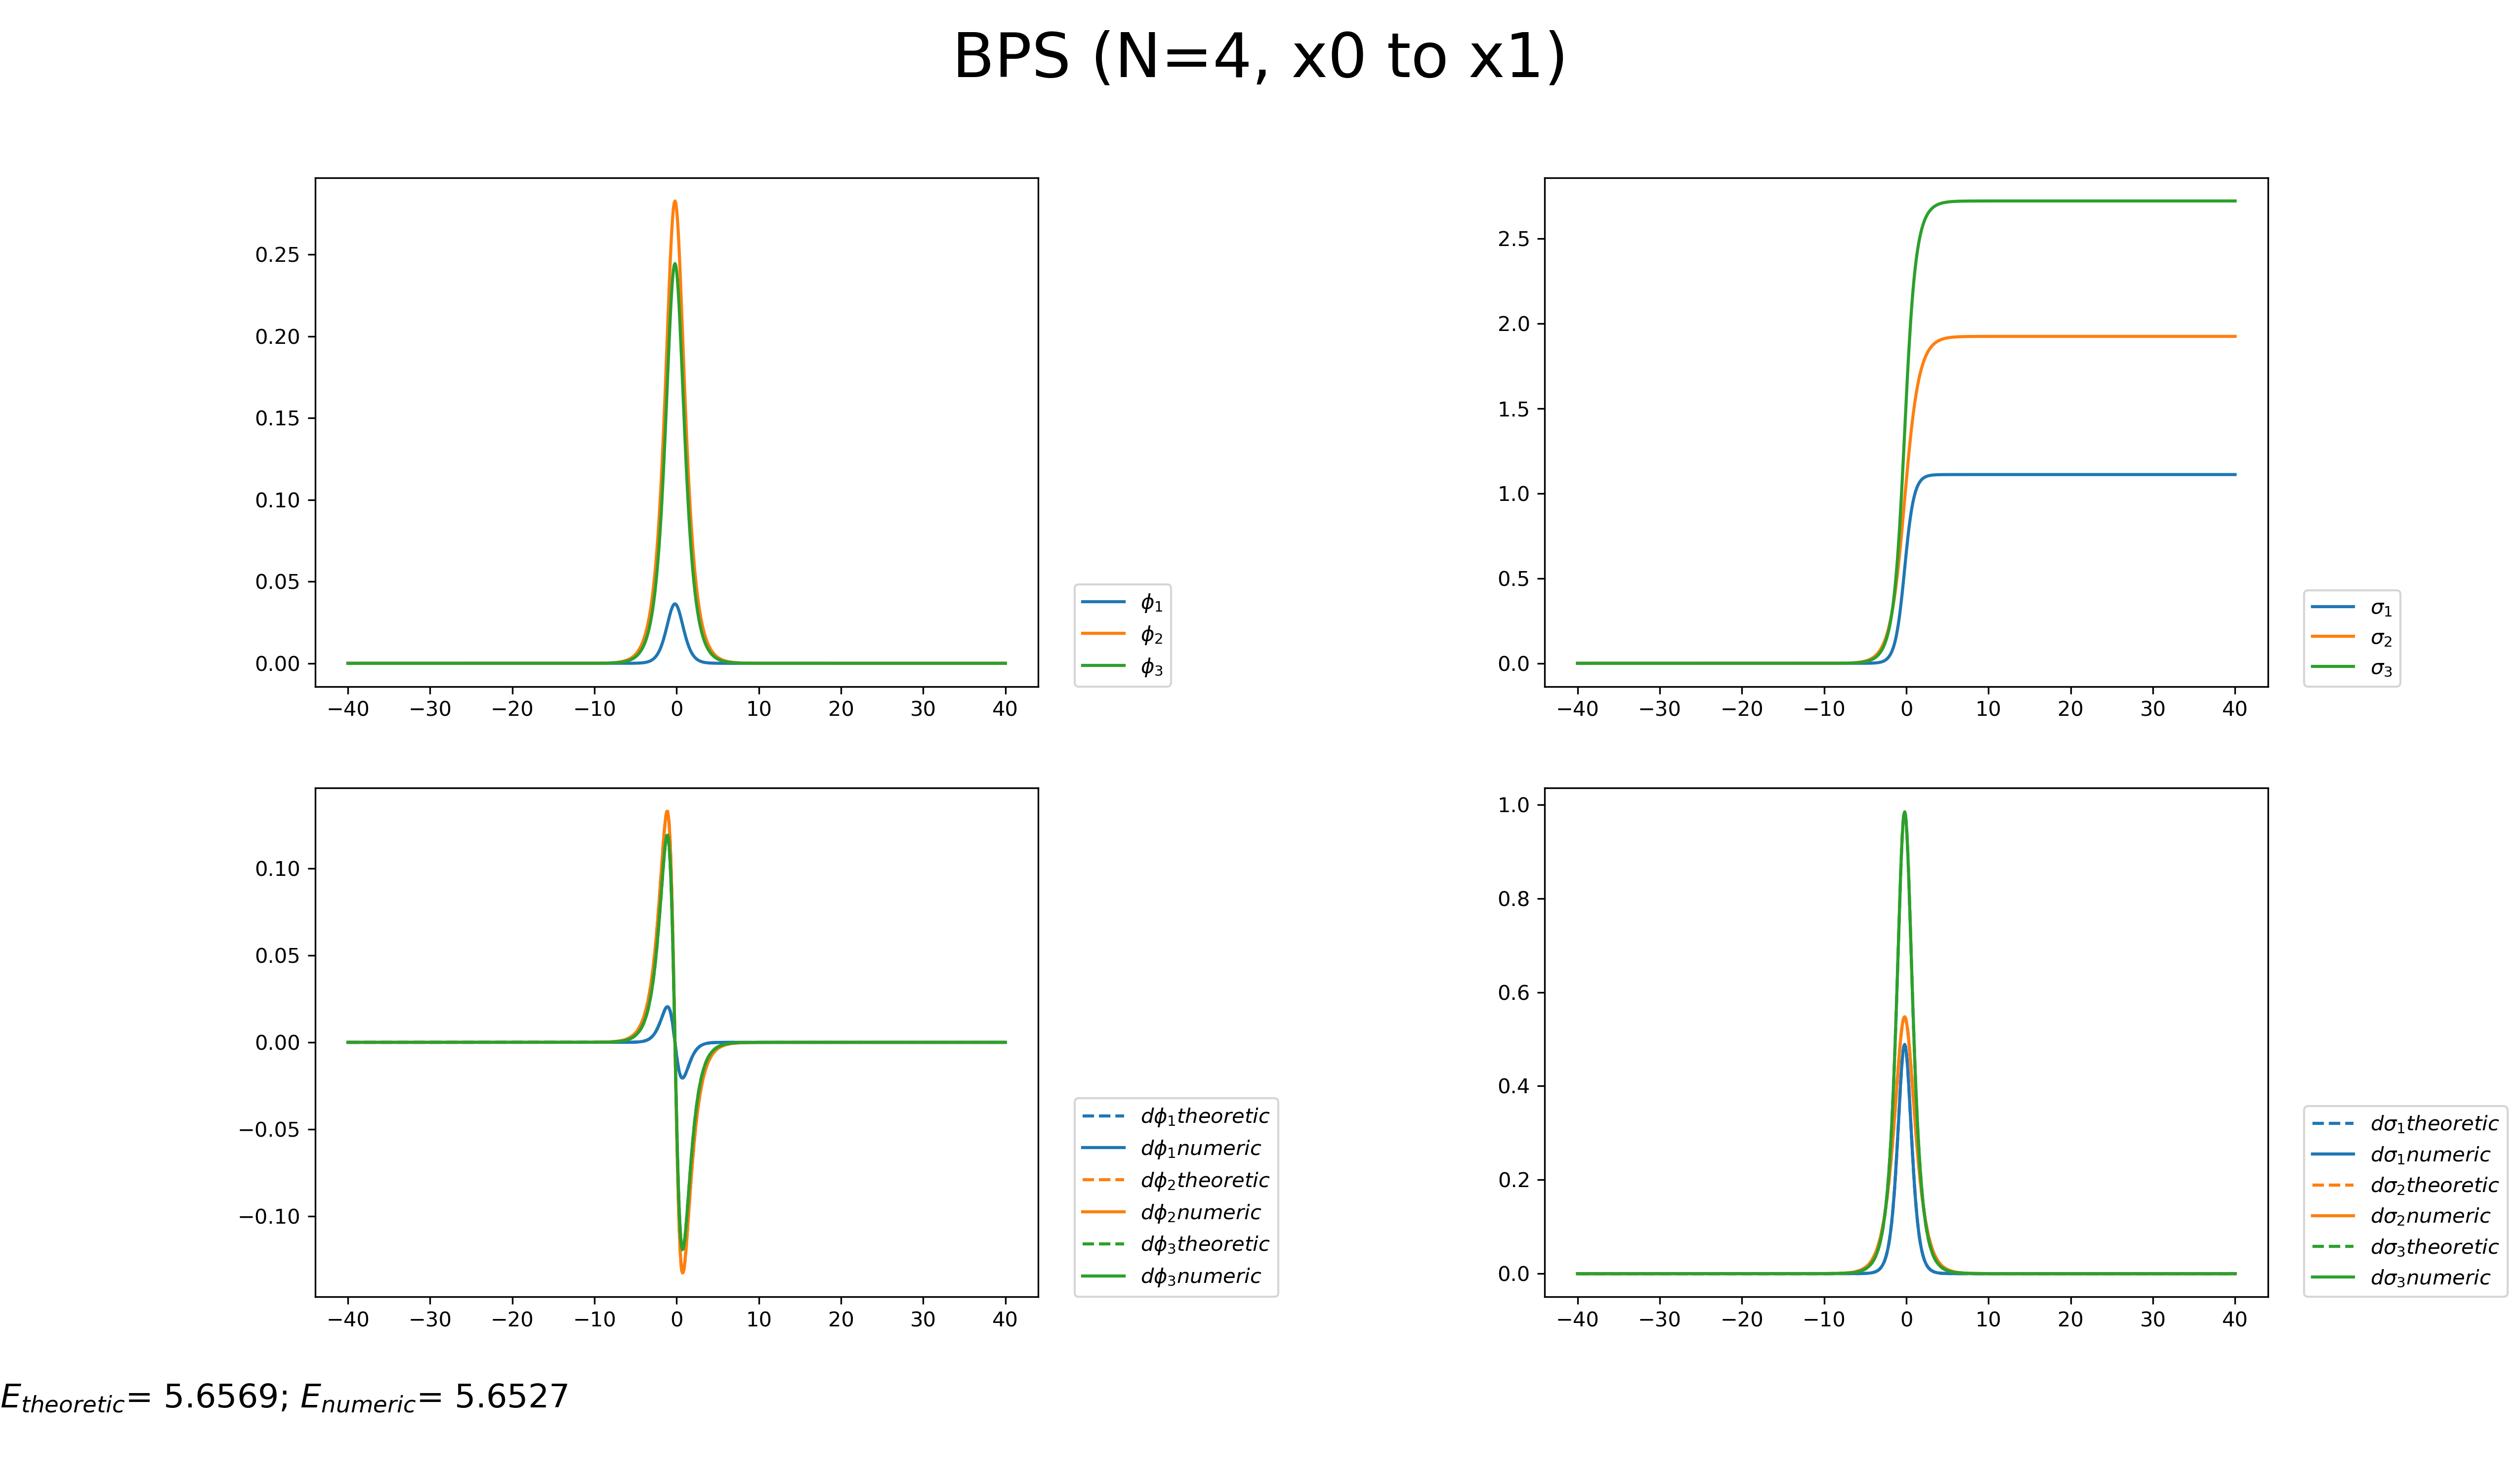 BPS (N=4, x0 to x1)
0.25
0.20
0.15
0.10
0.05
0.00
−40 −30 −20 −10 0 10 20 30 40
ϕ₁
ϕ₂
ϕ₃
2.5
2.0
1.5
1.0
0.5
0.0
−40 −30 −20 −10 0 10 20 30 40
σ₁
σ₂
σ₃
0.10
0.05
0.00
−0.05
−0.10
−40 −30 −20 −10 0 10 20 30 40
dϕ₁theoretic
dϕ₁numeric
dϕ₂theoretic
dϕ₂numeric
dϕ₃theoretic
dϕ₃numeric
1.0
0.8
0.6
0.4
0.2
0.0
−40 −30 −20 −10 0 10 20 30 40
dσ₁theoretic
dσ₁numeric
dσ₂theoretic
dσ₂numeric
dσ₃theoretic
dσ₃numeric
E_theoretic= 5.6569; E_numeric= 5.6527